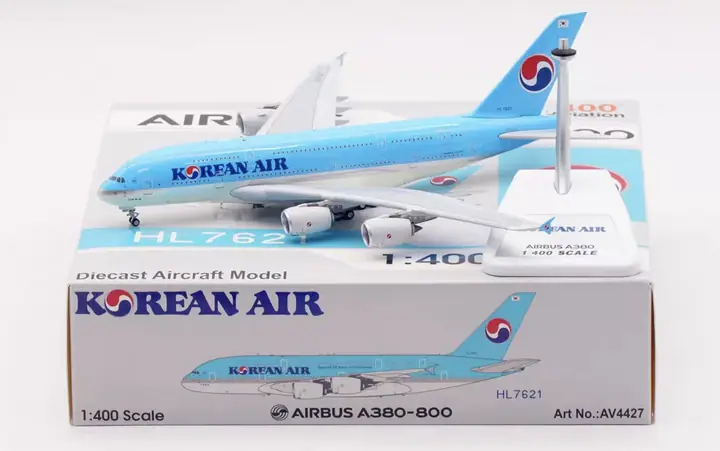 AIR
400
KOREAN AIR
HL762
1:400
KOREAN AIR
AIRBUS A380
1:400 SCALE
Diecast Aircraft Model
KOREAN AIR
KOREAN AIR
HL7621
1:400 Scale
AIRBUS A380-800
Art No.:AV4427